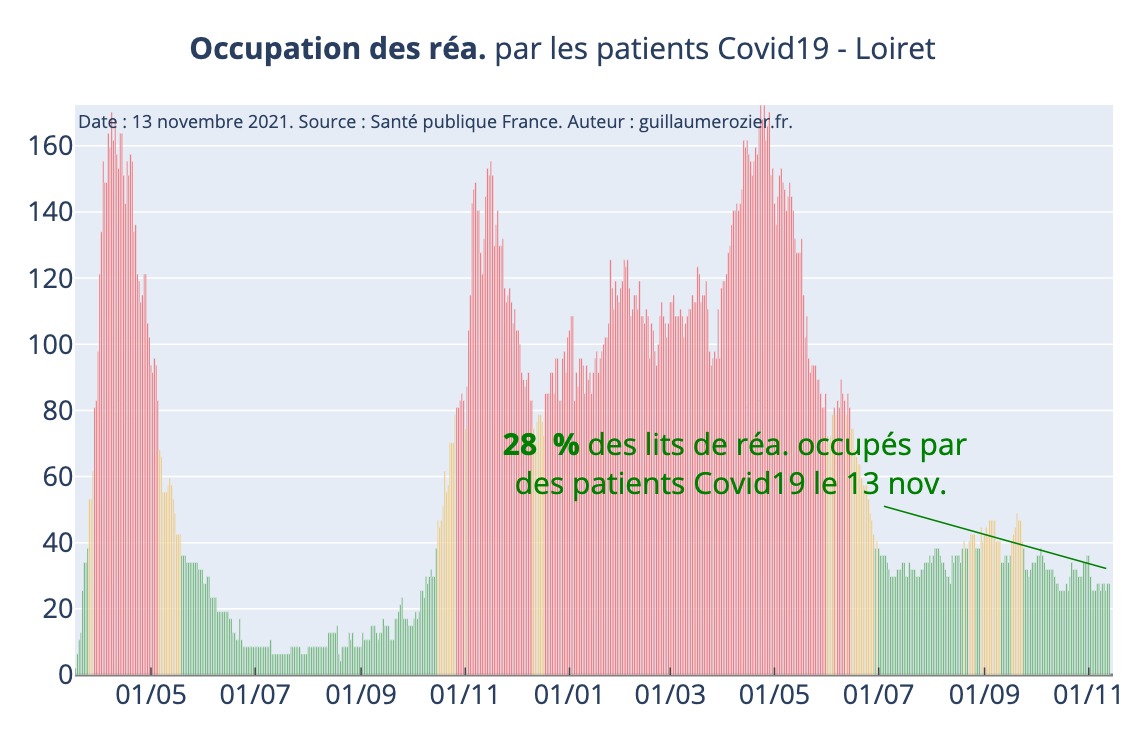 Occupation des réa. par les patients Covid19 - Loiret
Date : 13 novembre 2021. Source : Santé publique France. Auteur : guillaumerozier.fr.
160
140
120
100
80
60
40
20
0
28 % des lits de réa. occupés par
des patients Covid19 le 13 nov.
01/05 01/07 01/09 01/11 01/01 01/03 01/05 01/07 01/09 01/11